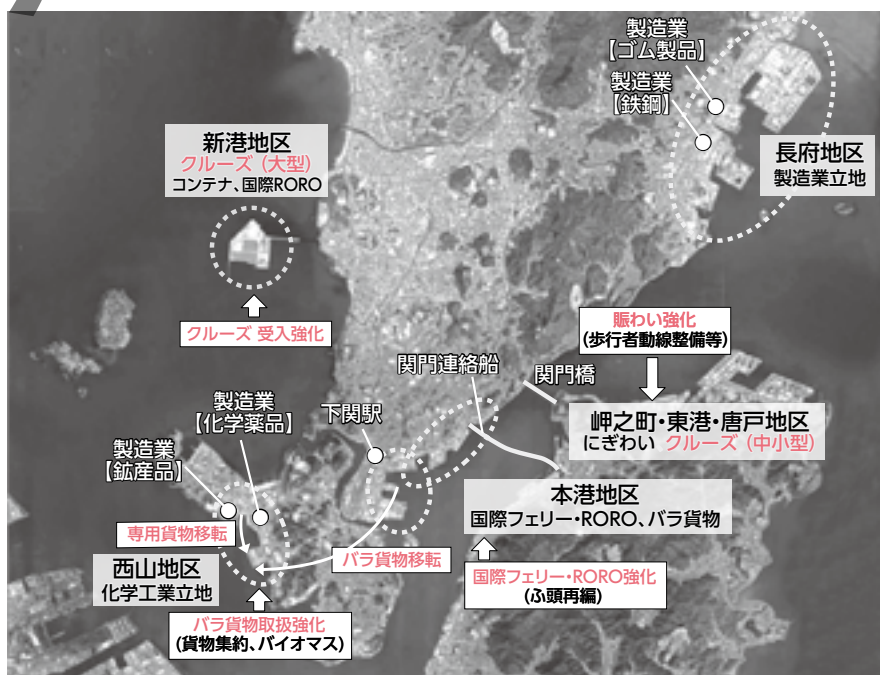 製造業
【ゴム製品】
製造業
【鉄鋼】
長府地区
製造業立地
新港地区
クルーズ（大型）
コンテナ、国際RORO
クルーズ 受入強化
賑わい強化
(歩行者動線整備等)
関門連絡船
関門橋
岬之町・東港・唐戸地区
にぎわい クルーズ（中小型）
製造業
【化学薬品】
下関駅
製造業
【鉱産品】
本港地区
国際フェリー・RORO、バラ貨物
専用貨物移転
バラ貨物移転
西山地区
化学工業立地
国際フェリー・RORO強化
(ふ頭再編)
バラ貨物取扱強化
(貨物集約、バイオマス)